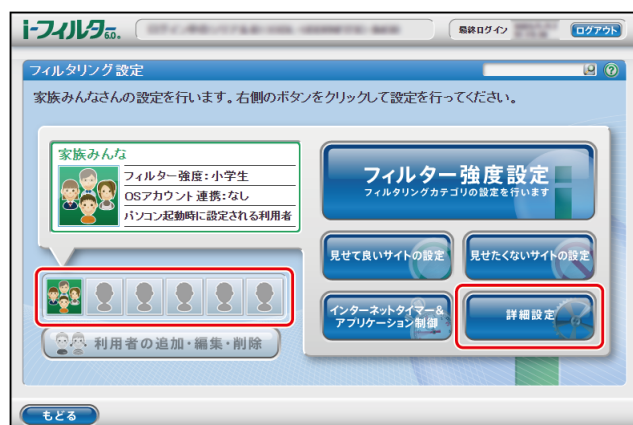 i-フィルター 6.0
最終ログイン
ログアウト
フィルタリング設定
家族みんなさんの設定を行います。右側のボタンをクリックして設定を行ってください。
家族みんな
フィルター強度：小学生
OSアカウント連携：なし
パソコン起動時に設定される利用者
利用者の追加・編集・削除
フィルター強度設定
フィルタリングカテゴリの設定を行います
見せて良いサイトの設定
見せたくないサイトの設定
インターネットタイマー&
アプリケーション制御
詳細設定
もどる